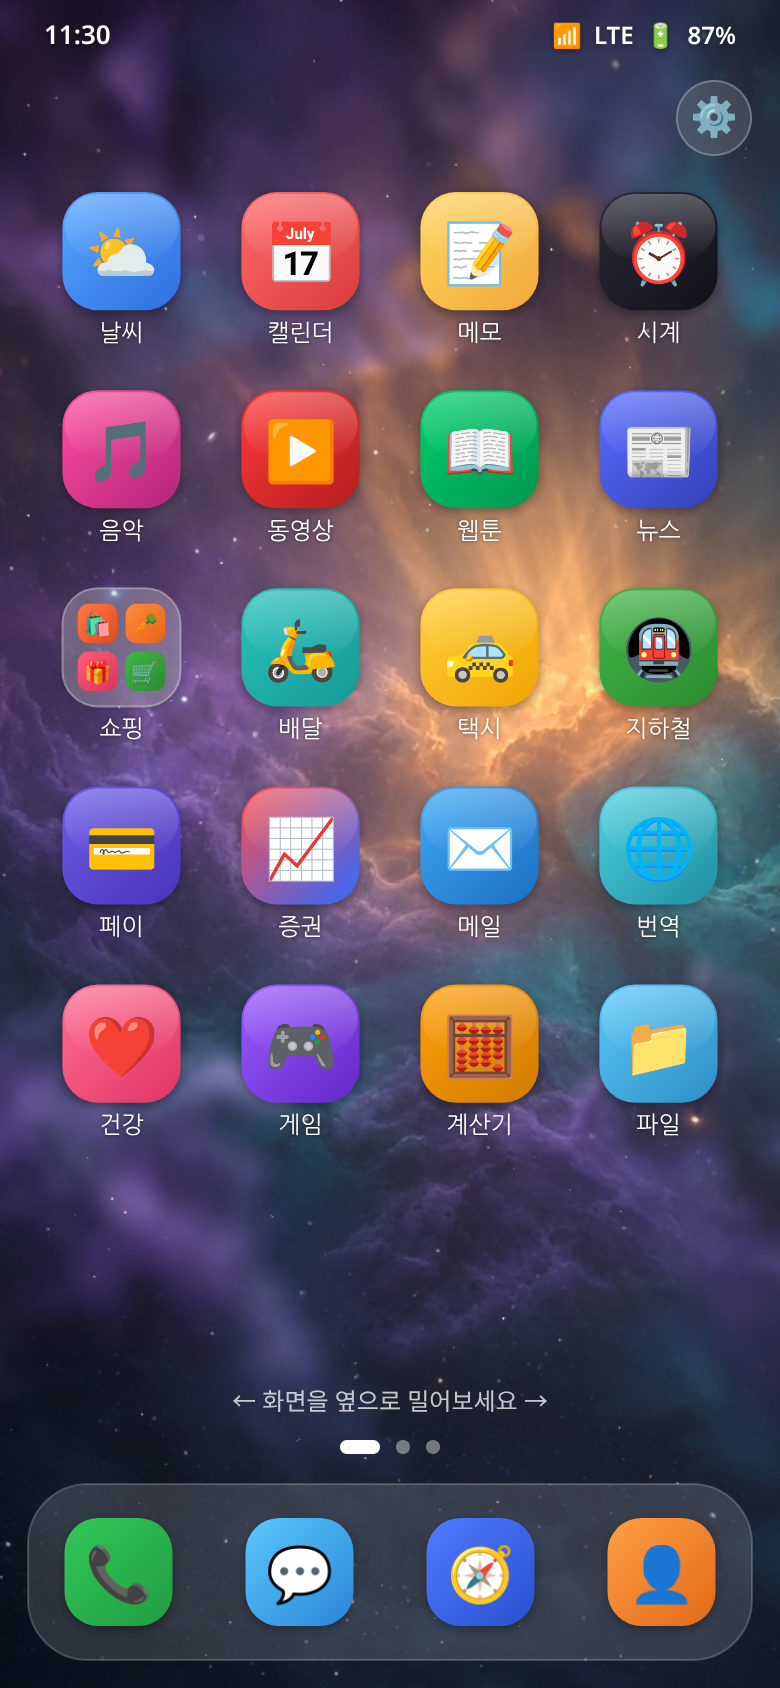 11:30 LTE 87%
July
17
날씨 캘린더 메모 시계
음악 동영상 웹툰 뉴스
쇼핑 배달 택시 지하철
페이 증권 메일 번역
건강 게임 계산기 파일
← 화면을 옆으로 밀어보세요 →